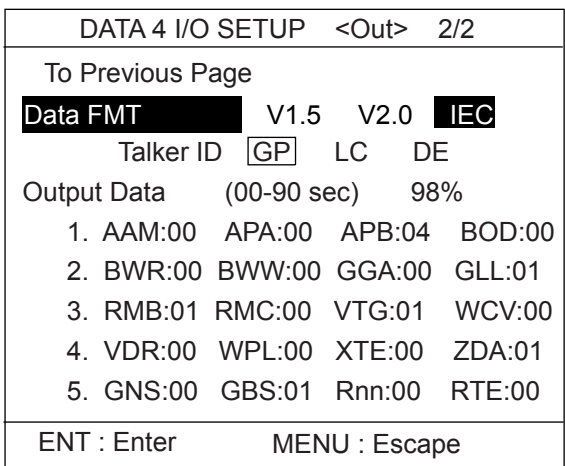 DATA 4 I/O SETUP <Out> 2/2
To Previous Page
Data FMT V1.5 V2.0 IEC
Talker ID GP LC DE
Output Data (00-90 sec) 98%
1. AAM:00 APA:00 APB:04 BOD:00
2. BWR:00 BWW:00 GGA:00 GLL:01
3. RMB:01 RMC:00 VTG:01 WCV:00
4. VDR:00 WPL:00 XTE:00 ZDA:01
5. GNS:00 GBS:01 Rnn:00 RTE:00
ENT : Enter MENU : Escape